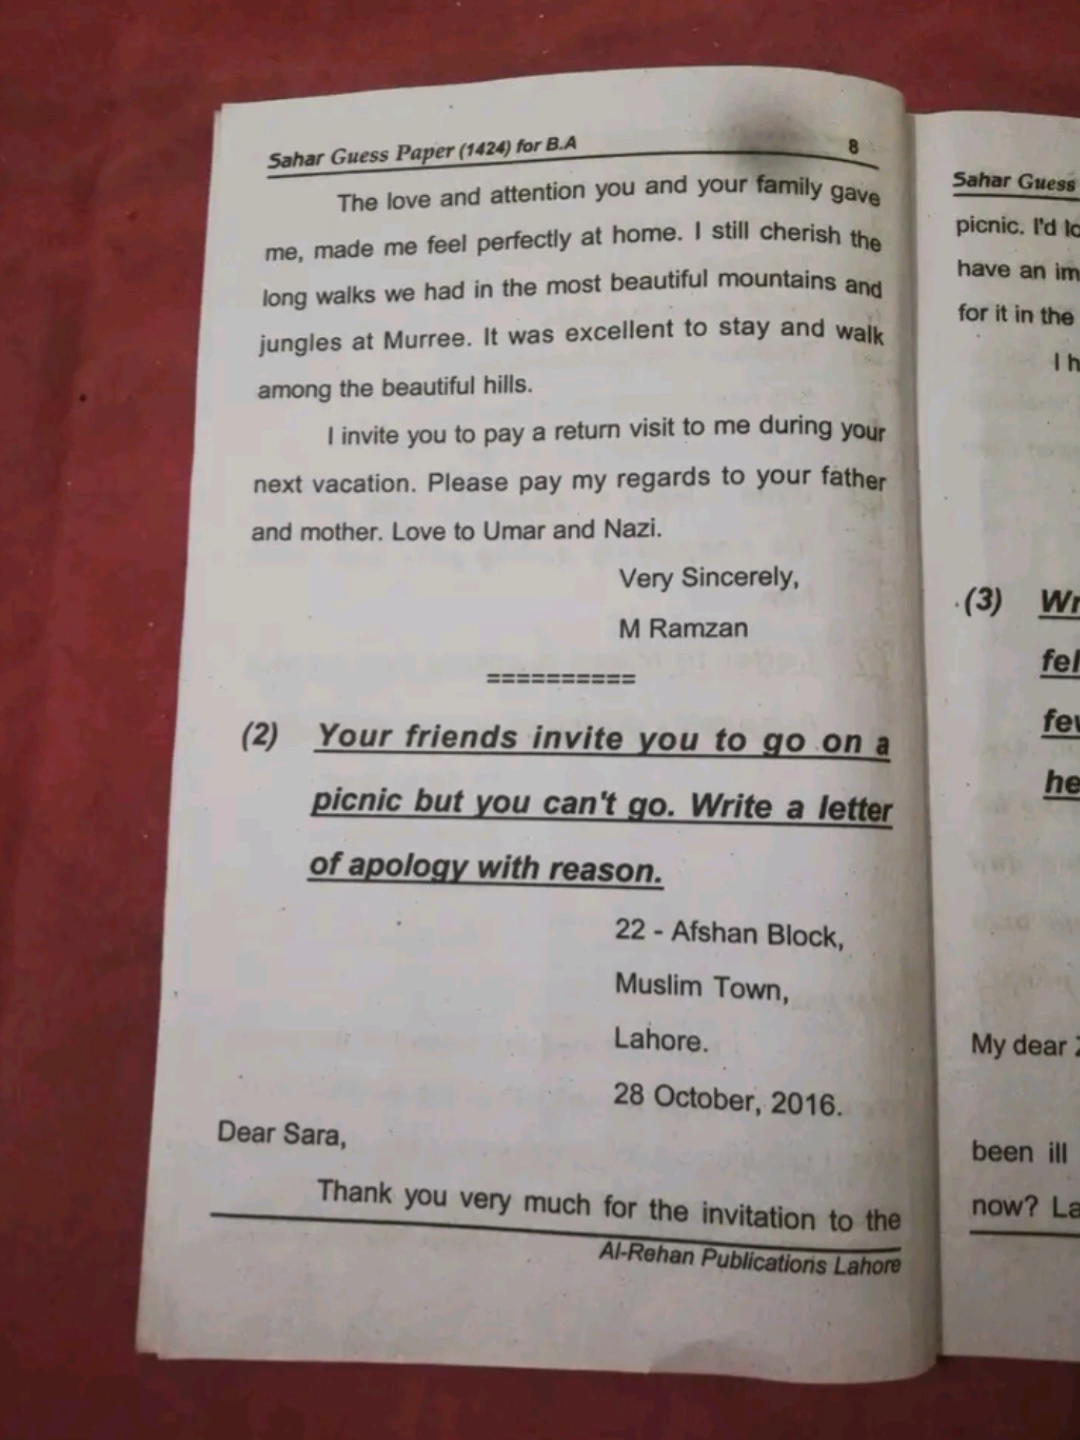 Sahar Guess Paper (1424) for B.A 8
The love and attention you and your family gave
me, made me feel perfectly at home. I still cherish the
long walks we had in the most beautiful mountains and
jungles at Murree. It was excellent to stay and walk
among the beautiful hills.
I invite you to pay a return visit to me during your
next vacation. Please pay my regards to your father
and mother. Love to Umar and Nazi.
Very Sincerely,
M Ramzan
==========
(2) Your friends invite you to go on a
picnic but you can't go. Write a letter
of apology with reason.
22 - Afshan Block,
Muslim Town,
Lahore.
28 October, 2016.
Dear Sara,
Thank you very much for the invitation to the
Al-Rehan Publications Lahore
Sahar Guess
picnic. I'd
have an
for it in the
I
(3)
My dear
been ill
now?